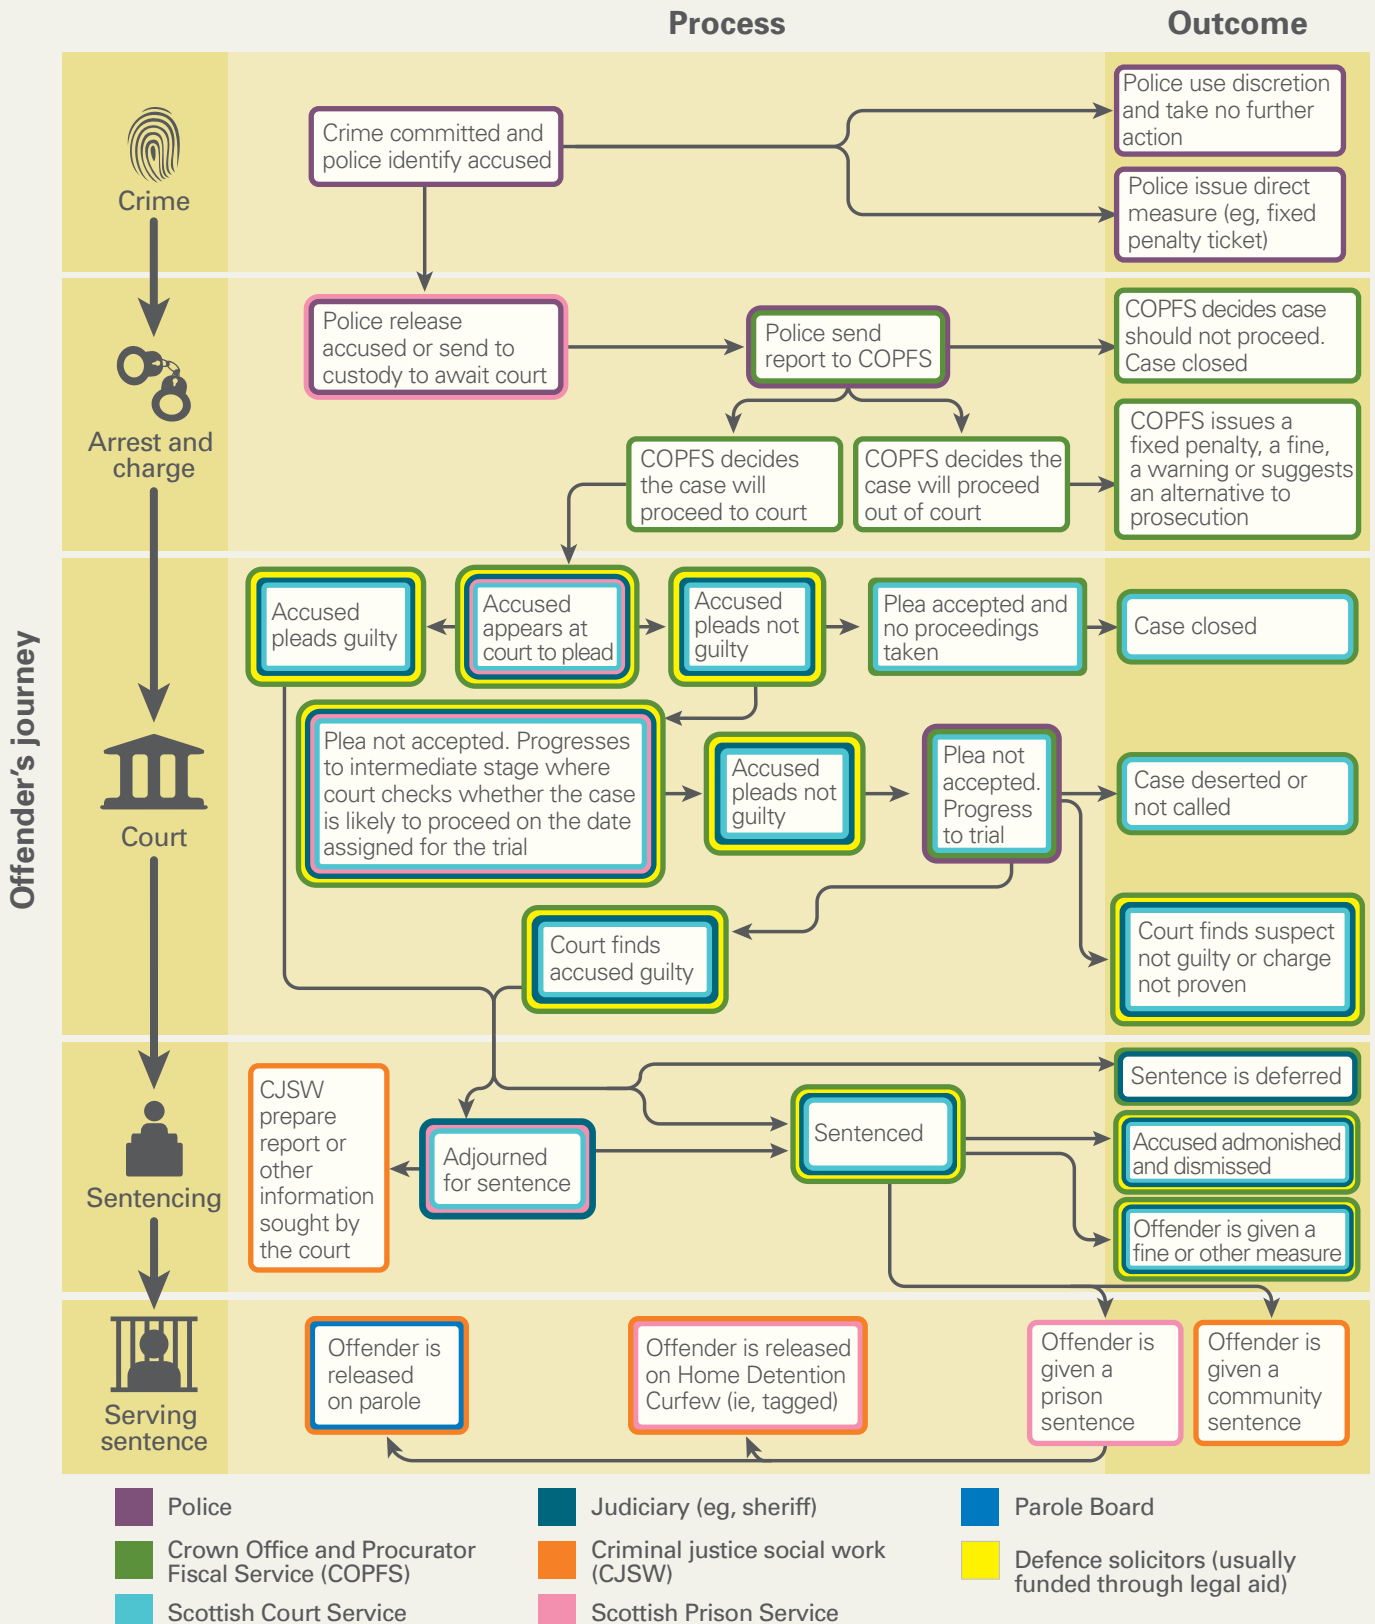 Process
Outcome
Offender's journey
Crime
Crime committed and
police identify accused
Police use discretion
and take no further
action
Police issue direct
measure (eg, fixed
penalty ticket)
Arrest and
charge
Police release
accused or send to
custody to await court
Police send
report to COPFS
COPFS decides case
should not proceed.
Case closed
COPFS decides
the case will
proceed to court
COPFS decides the
case will proceed
out of court
COPFS issues a
fixed penalty, a fine,
a warning or suggests
an alternative to
prosecution
Court
Accused
pleads guilty
Accused
appears at
court to plead
Accused
pleads not
guilty
Plea accepted and
no proceedings
taken
Case closed
Plea not accepted. Progresses
to intermediate stage where
court checks whether the case
is likely to proceed on the date
assigned for the trial
Accused
pleads not
guilty
Plea not
accepted.
Progress
to trial
Case deserted or
not called
Court finds
accused guilty
Court finds suspect
not guilty or charge
not proven
Sentencing
CJSW
prepare
report or
other
information
sought by
the court
Adjourned
for sentence
Sentenced
Sentence is deferred
Accused admonished
and dismissed
Offender is given a
fine or other measure
Serving
sentence
Offender is
released
on parole
Offender is released
on Home Detention
Curfew (ie, tagged)
Offender is
given a
prison
sentence
Offender is
given a
community
sentence
Police
Crown Office and Procurator
Fiscal Service (COPFS)
Scottish Court Service
Judiciary (eg, sheriff)
Criminal justice social work
(CJSW)
Scottish Prison Service
Parole Board
Defence solicitors (usually
funded through legal aid)